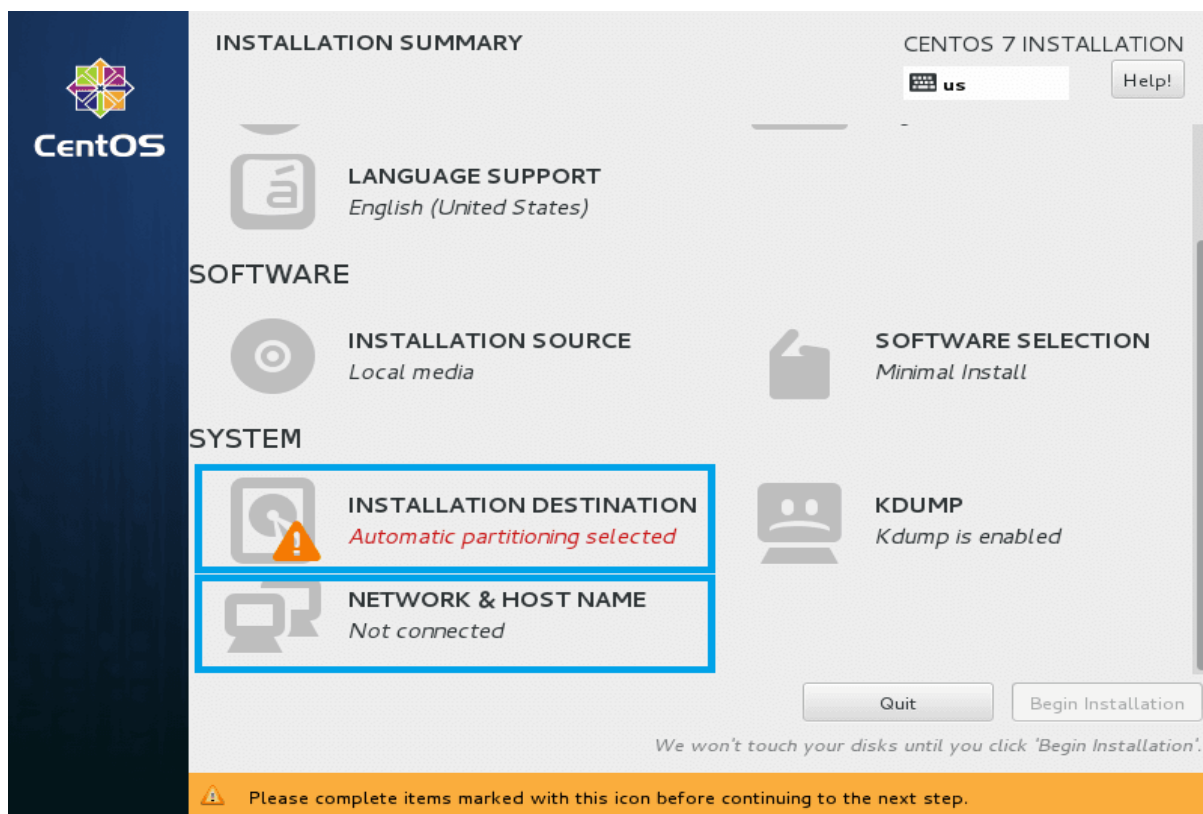 INSTALLATION SUMMARY
CENTOS 7 INSTALLATION
us
Help!
CentOS
á
LANGUAGE SUPPORT
English (United States)
SOFTWARE
INSTALLATION SOURCE
Local media
SOFTWARE SELECTION
Minimal Install
SYSTEM
INSTALLATION DESTINATION
Automatic partitioning selected
KDUMP
Kdump is enabled
NETWORK & HOST NAME
Not connected
Quit
Begin Installation
We won't touch your disks until you click 'Begin Installation'.
Please complete items marked with this icon before continuing to the next step.